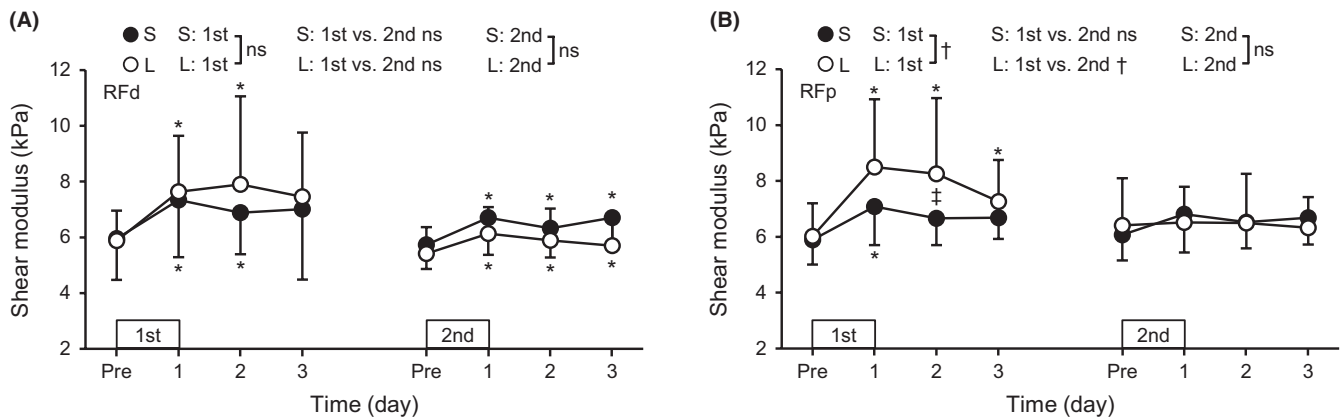 (A)
S S: 1st S: 1st vs. 2nd ns S: 2nd
ns ns
L L: 1st L: 1st vs. 2nd ns L: 2nd
12
RFd
10
8
6
4
2
* * * * * * * * * *
Shear modulus (kPa)
1st 2nd
Pre 1 2 3 Pre 1 2 3
Time (day)
(B)
S S: 1st S: 1st vs. 2nd ns S: 2nd
† ns
L L: 1st L: 1st vs. 2nd † L: 2nd
12
RFp
10
8
6
4
2
* * * ‡ *
Shear modulus (kPa)
1st 2nd
Pre 1 2 3 Pre 1 2 3
Time (day)